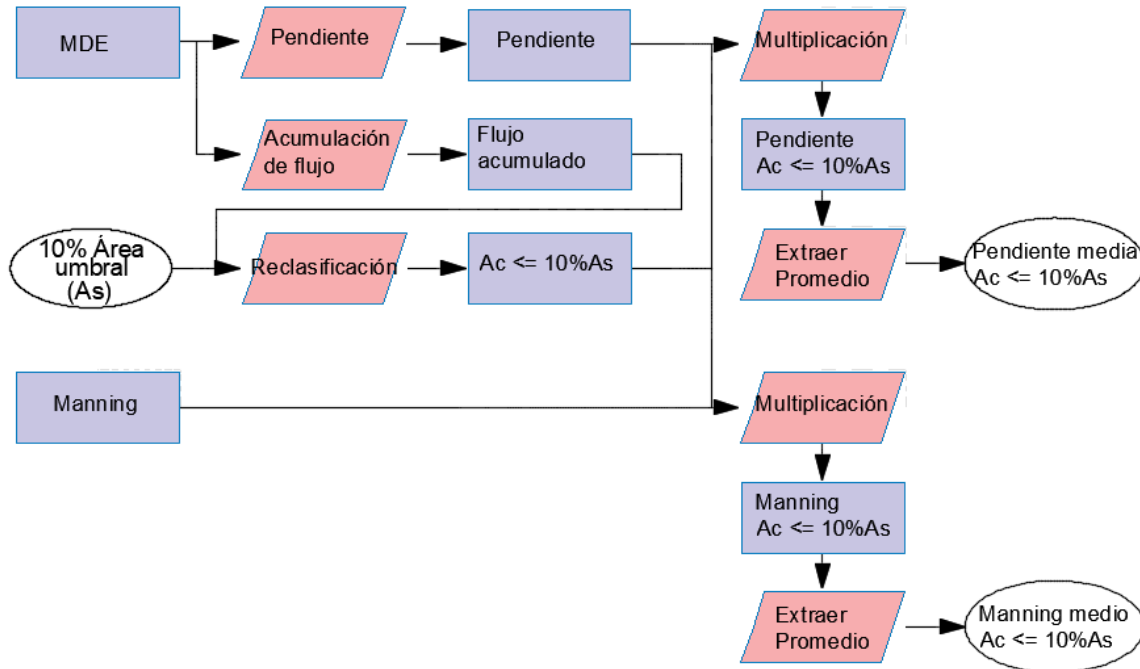 MDE
Pendiente
Pendiente
Multiplicación
Acumulación
de flujo
Flujo
acumulado
Pendiente
Ac <= 10%As
10% Área
umbral
(As)
Reclasificación
Ac <= 10%As
Extraer
Promedio
Pendiente media
Ac <= 10%As
Manning
Multiplicación
Manning
Ac <= 10%As
Extraer
Promedio
Manning medio
Ac <= 10%As